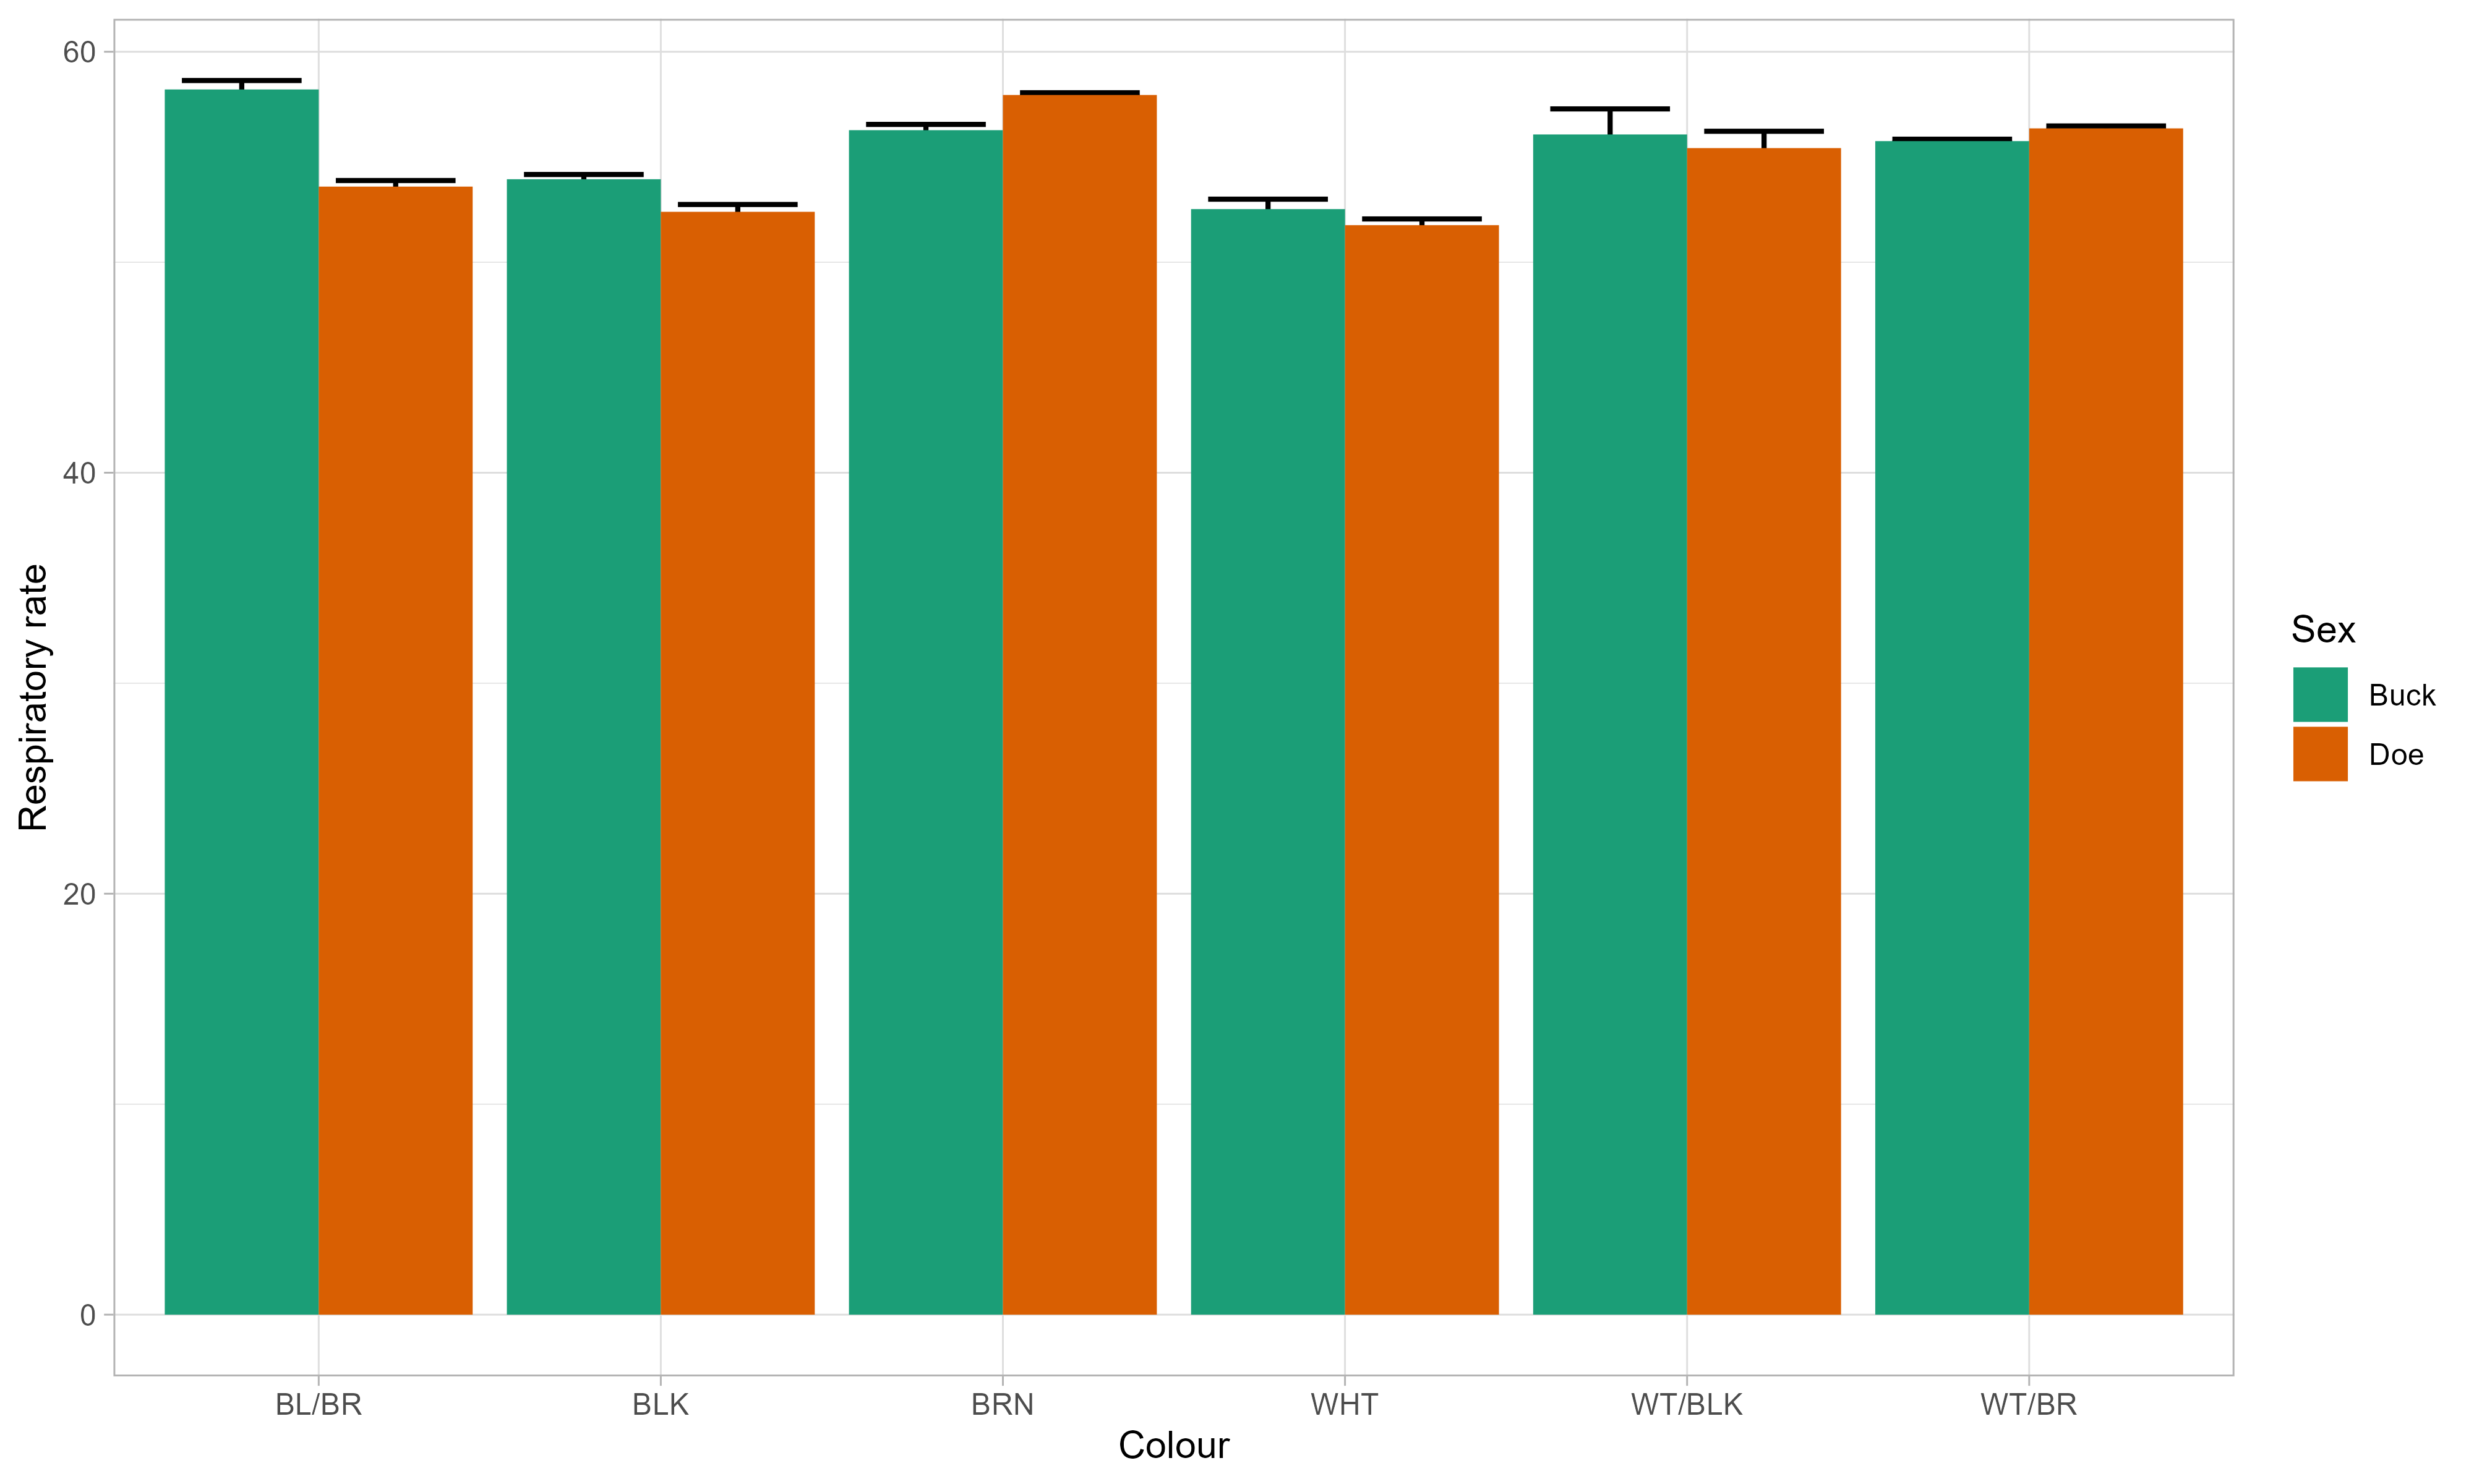 60
40
20
0
Respiratory rate
BL/BR BLK BRN WHT WT/BLK WT/BR
Colour
Sex
Buck
Doe